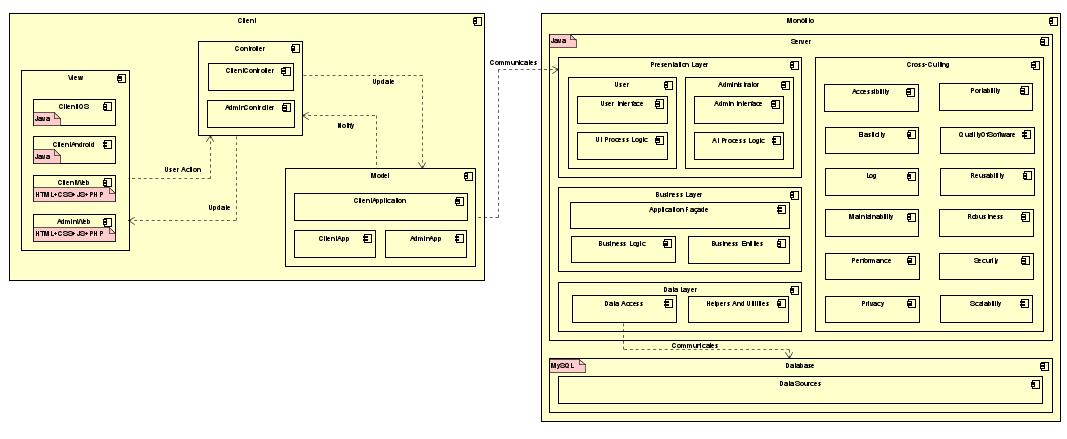 Client
Controller
ClientController
AdminController
View
ClientIOS
Java
ClientAndroid
Java
ClientWeb
HTML+CSS+JS+PHP
AdminWeb
HTML+CSS+JS+PHP
User Action
Update
Update
Notify
Model
ClientApplication
ClientApp
AdminApp
Communicates
Monólito
Java
Server
Presentation Layer
User
User Interface
UI Process Logic
Administrator
Admin Interface
AI Process Logic
Business Layer
Application Façade
Business Logic
Business Entities
Data Layer
Data Access
Helpers And Utilities
Cross-Cutting
Accessibility
Portability
Elasticity
QualityOfSoftware
Log
Reusability
Maintainability
Robustness
Performance
Security
Privacy
Scalability
Communicates
MySQL
Database
DataSources